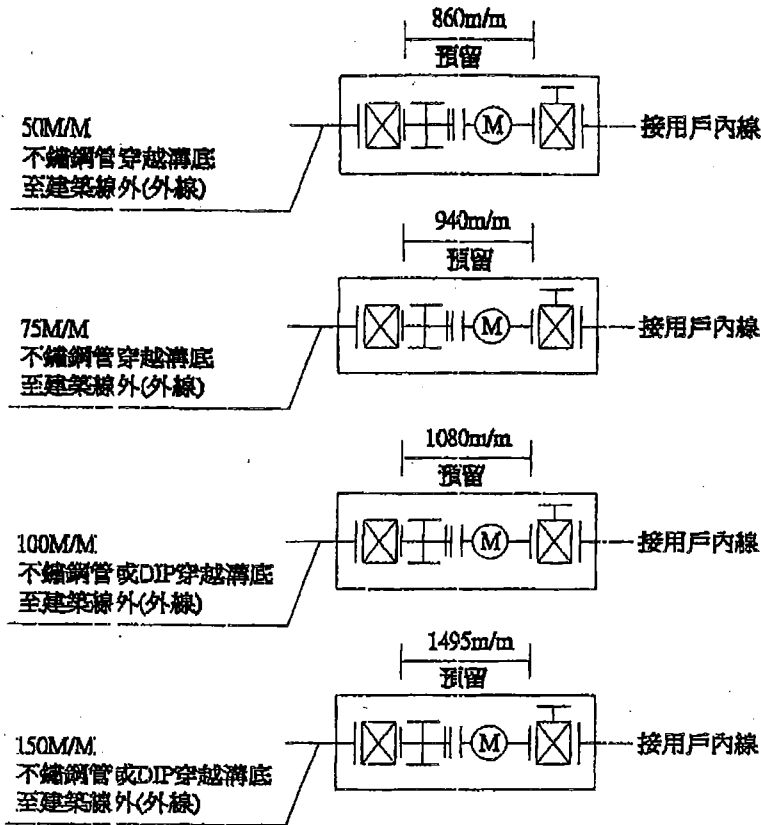 860m/m
預留
M
50M/M
不鏽鋼管穿越溝底
至建築線外(外線)
接用戶內線
940m/m
預留
M
75M/M
不鏽鋼管穿越溝底
至建築線外(外線)
接用戶內線
1080m/m
預留
M
100M/M
不鏽鋼管或DIP穿越溝底
至建築線外(外線)
接用戶內線
1495m/m
預留
M
150M/M
不鏽鋼管或DIP穿越溝底
至建築線外(外線)
接用戶內線